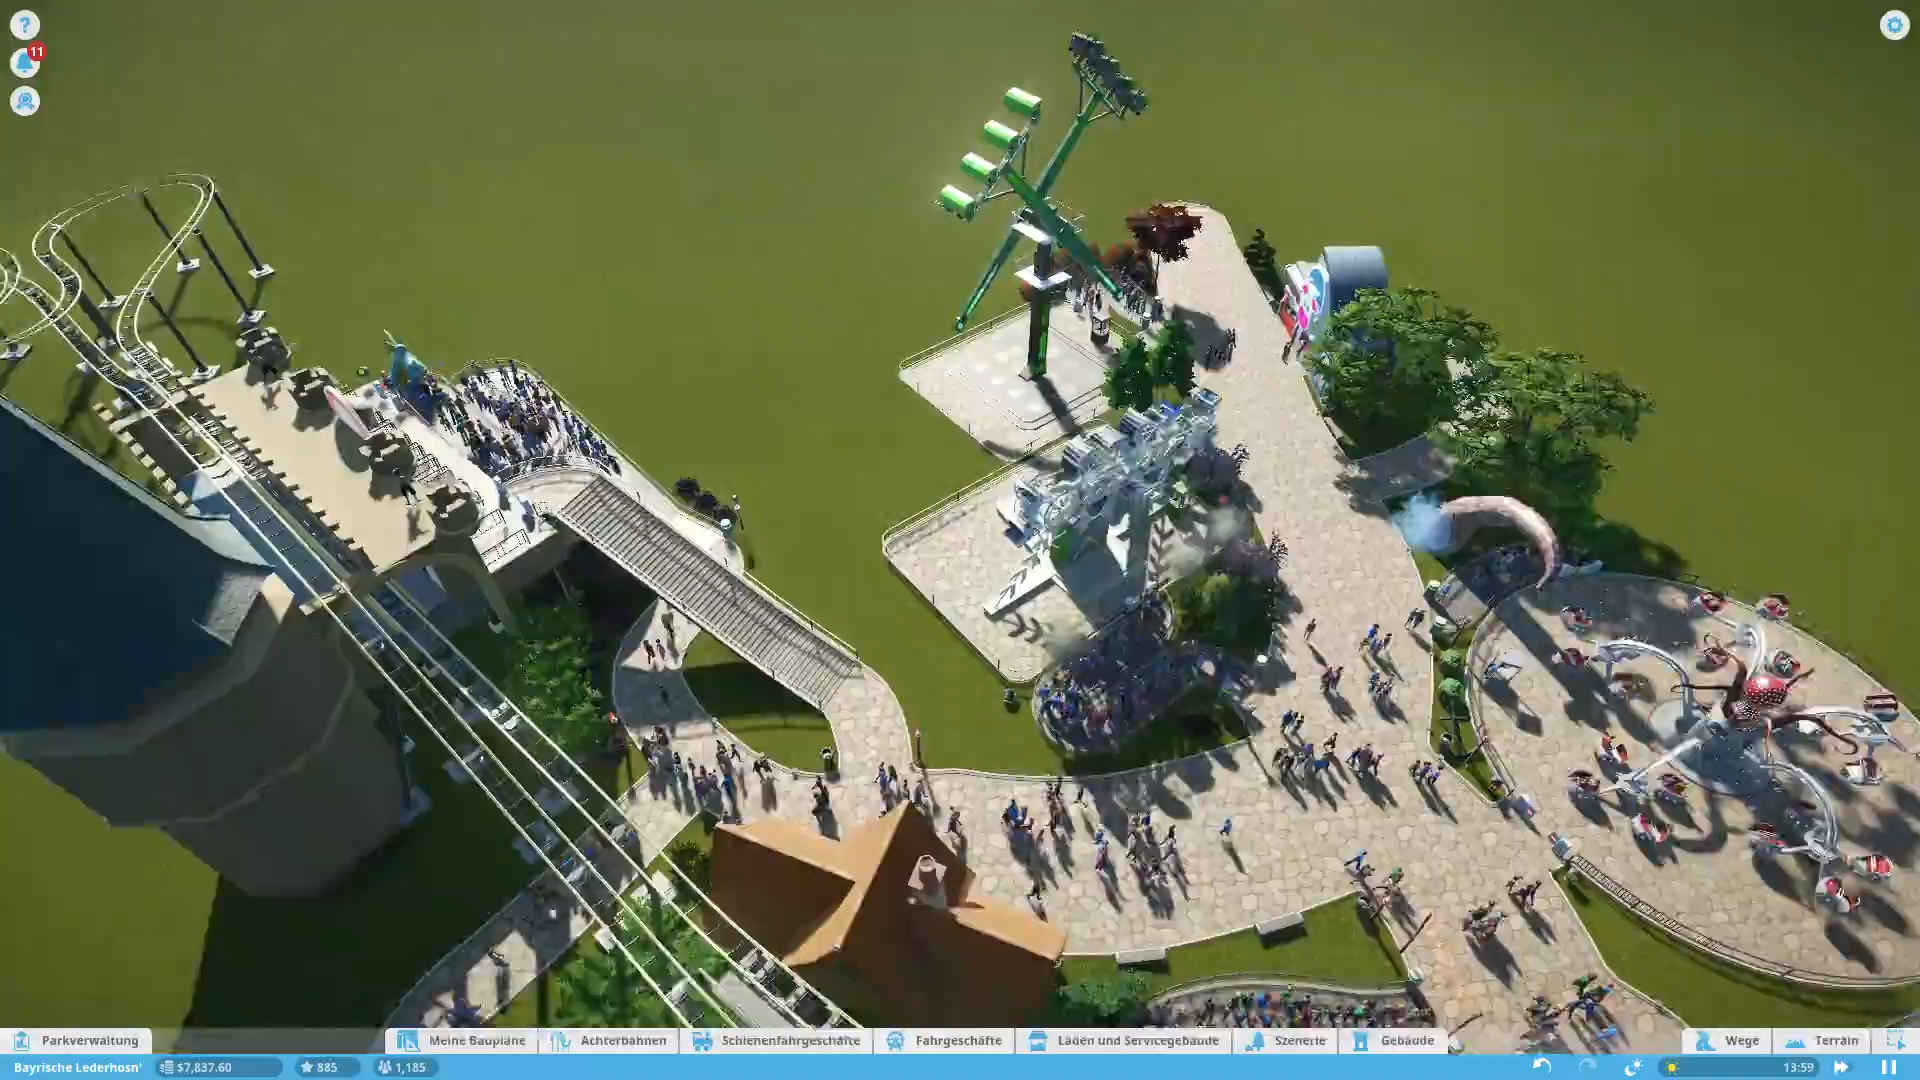 ?
11
Parkverwaltung
Meine Baupläne
Achterbahnen
Schienenfahrgeschäfte
Fahrgeschäfte
Läden und Servicegebäude
Szenerie
Gebäude
Wege
Terrain
Bayrische Lederhosn'
$7,837.60
885
1,185
13:59